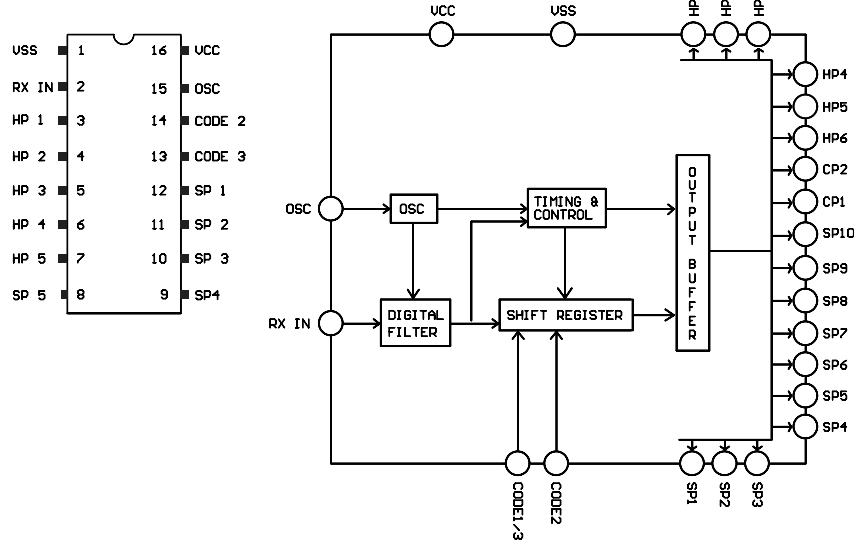 VSS 1 16 VCC
RX IN 2 15 OSC
HP 1 3 14 CODE 2
HP 2 4 13 CODE 3
HP 3 5 12 SP 1
HP 4 6 11 SP 2
HP 5 7 10 SP 3
SP 5 8 9 SP4
VCC
VSS
HP
HP
HP
HP4
HP5
HP6
CP2
CP1
SP10
SP9
SP8
SP7
SP6
SP5
SP4
OSC
OSC
TIMING &
CONTROL
OUTPUT BUFFER
RX IN
DIGITAL
FILTER
SHIFT REGISTER
CODE1/3
CODE2
SP1
SP2
SP3